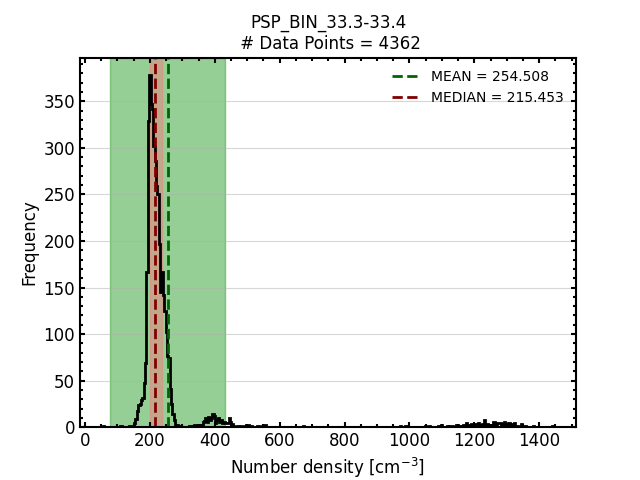 PSP_BIN_33.3-33.4
# Data Points = 4362
MEAN = 254.508
MEDIAN = 215.453
Frequency
350
300
250
200
150
100
50
0
0 200 400 600 800 1000 1200 1400
Number density [cm⁻³]